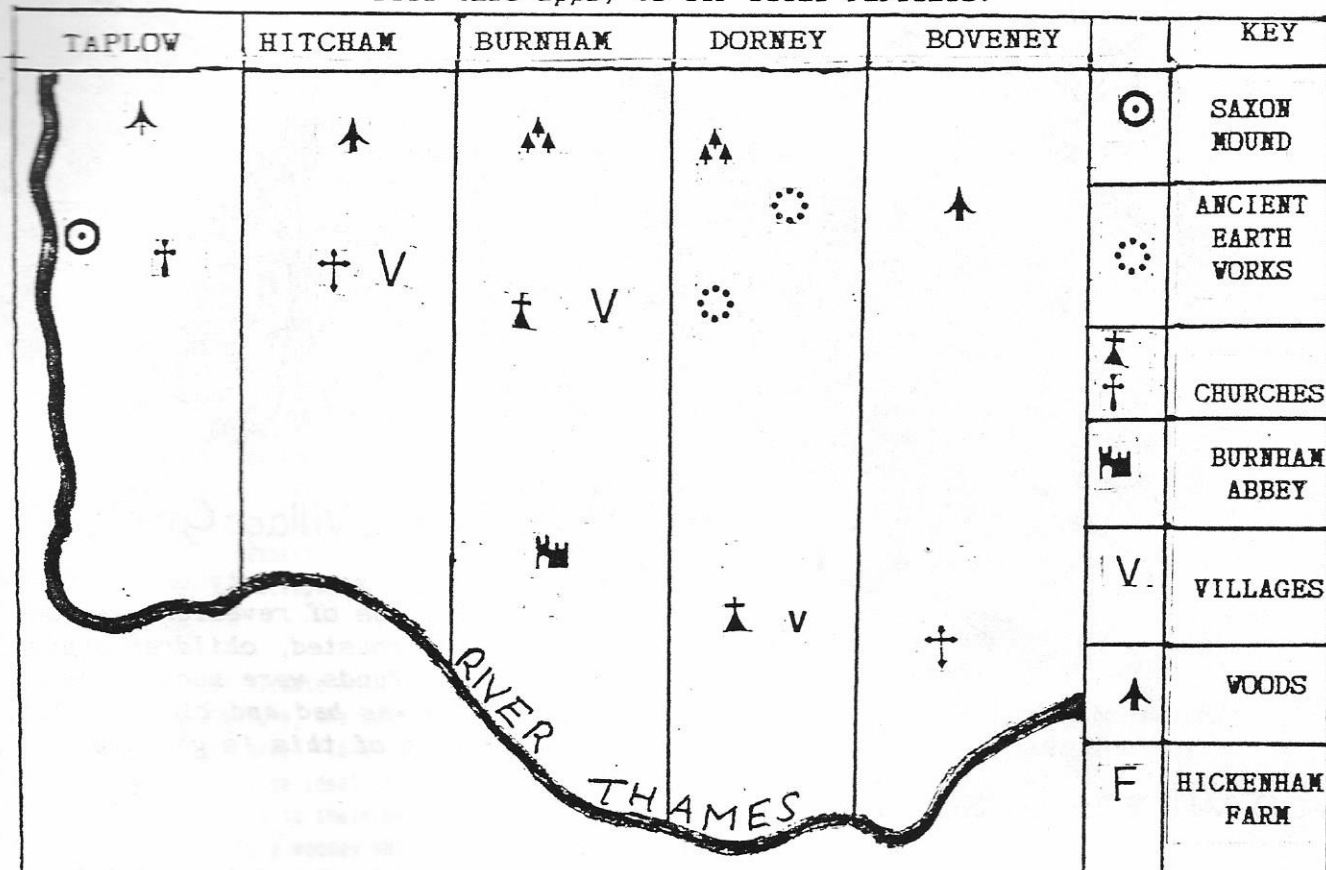 TAPLOW HITCHAM BURNHAM DORNEY BOVENEY KEY
SAXON
MOUND
ANCIENT
EARTH
WORKS
CHURCHES
BURNHAM
ABBEY
V VILLAGES
WOODS
F HICKENHAM
FARM
V
V
V
RIVER
THAMES